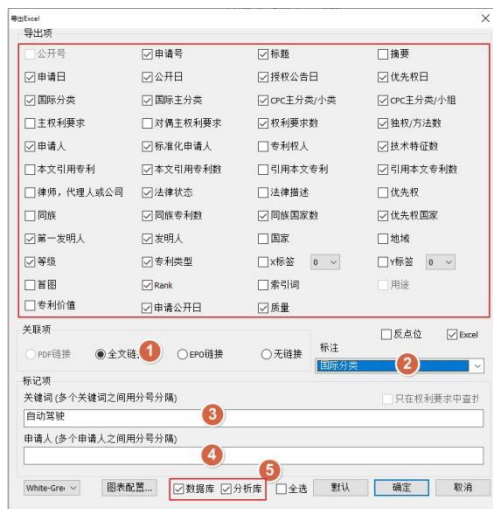 导出Excel
导出项
公开号 申请号 标题 摘要
申请日 公开日 授权公告日 优先权日
国际分类 国际主分类 CPC主分类/小类 CPC主分类/小组
主权利要求 对偶主权利要求 权利要求数 独权/方法数
申请人 标准化申请人 专利权人 技术特征数
本文引用专利 本文引用专利数 引用本文专利 引用本文专利数
律师，代理人或公司 法律状态 法律描述 优先权
同族 同族专利数 同族国家数 优先权国家
第一发明人 发明人 国家 地域
等级 专利类型 X标签 0 Y标签 0
首图 Rank 索引词 用途
专利价值 申请公开日 质量
关联项 反点位 Excel
PDF链接 全文链 1 EPO链接 无链接 标注
国际分类 2
标记项
关键词 (多个关键词之间用分号分隔) 只在权利要求中查找
自动驾驶 3
申请人 (多个申请人之间用分号分隔)
4
5
White-Gre 图表配置... 数据库 分析库 全选 默认 确定 取消